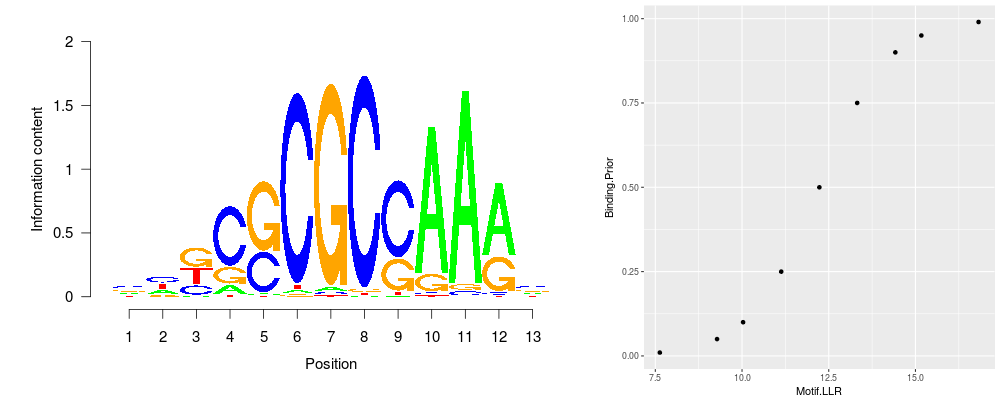 2
1.5
1
0.5
0
Information content
G
T
C
G
A
G
C
C
G
C
C
G
A
G
A
A
G
1 2 3 4 5 6 7 8 9 10 11 12 13
Position
1.00
0.75
0.50
0.25
0.00
Binding.Prior
7.5 10.0 12.5 15.0
Motif.LLR